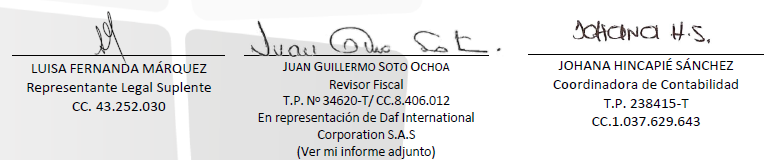 Juan Gmo Soto.
JOHANA H.S.
LUISA FERNANDA MÁRQUEZ
Representante Legal Suplente
CC. 43.252.030
JUAN GUILLERMO SOTO OCHOA
Revisor Fiscal
T.P. Nº 34620-T/ CC.8.406.012
En representación de Daf International
Corporation S.A.S
(Ver mi informe adjunto)
JOHANA HINCAPIÉ SÁNCHEZ
Coordinadora de Contabilidad
T.P. 238415-T
CC.1.037.629.643